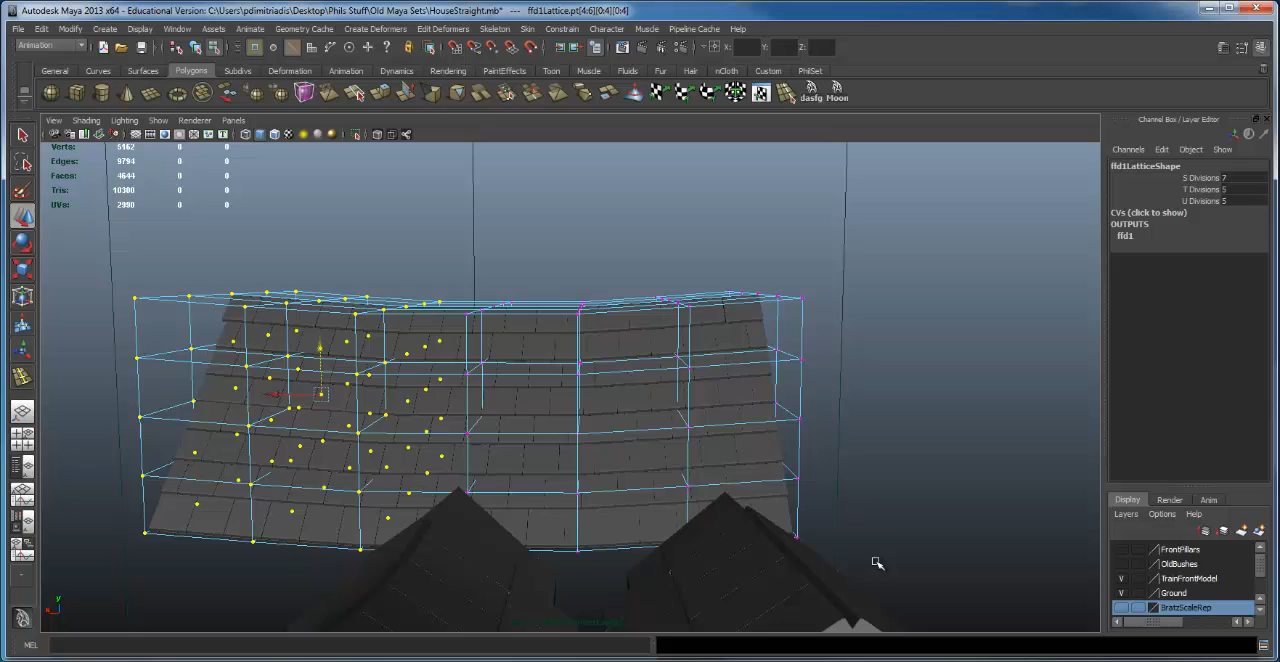 Autodesk Maya 2013 x64 - Educational Version: C:\Users\pdimitriadis\Desktop\Phils Stuff\Old Maya Sets\HouseStraight.mb* --- ffd1Lattice.pt[4:6][0:4][0:4]
File Edit Modify Create Display Window Assets Animate Geometry Cache Create Deformers Edit Deformers Skeleton Skin Constrain Character Muscle Pipeline Cache Help
Animation X: Y: Z:
General Curves Surfaces Polygons Subdivs Deformation Animation Dynamics Rendering PaintEffects Toon Muscle Fluids Fur Hair nCloth Custom PhilSet
dasfg Moon
View Shading Lighting Show Renderer Panels
Channel Box / Layer Editor
Channels Edit Object Show
Verts: 5162 0 0
Edges: 9794 0 0
Faces: 4644 0 0
Tris: 10300 0 0
UVs: 2990 0 0
ffd1LatticeShape
S Divisions 7
T Divisions 5
U Divisions 5
CVs (click to show)
OUTPUTS
ffd1
Display Render Anim
Layers Options Help
FrontPillars
OldBushes
V TrainFrontModel
V Ground
BratzScaleRep
y
x
MEL